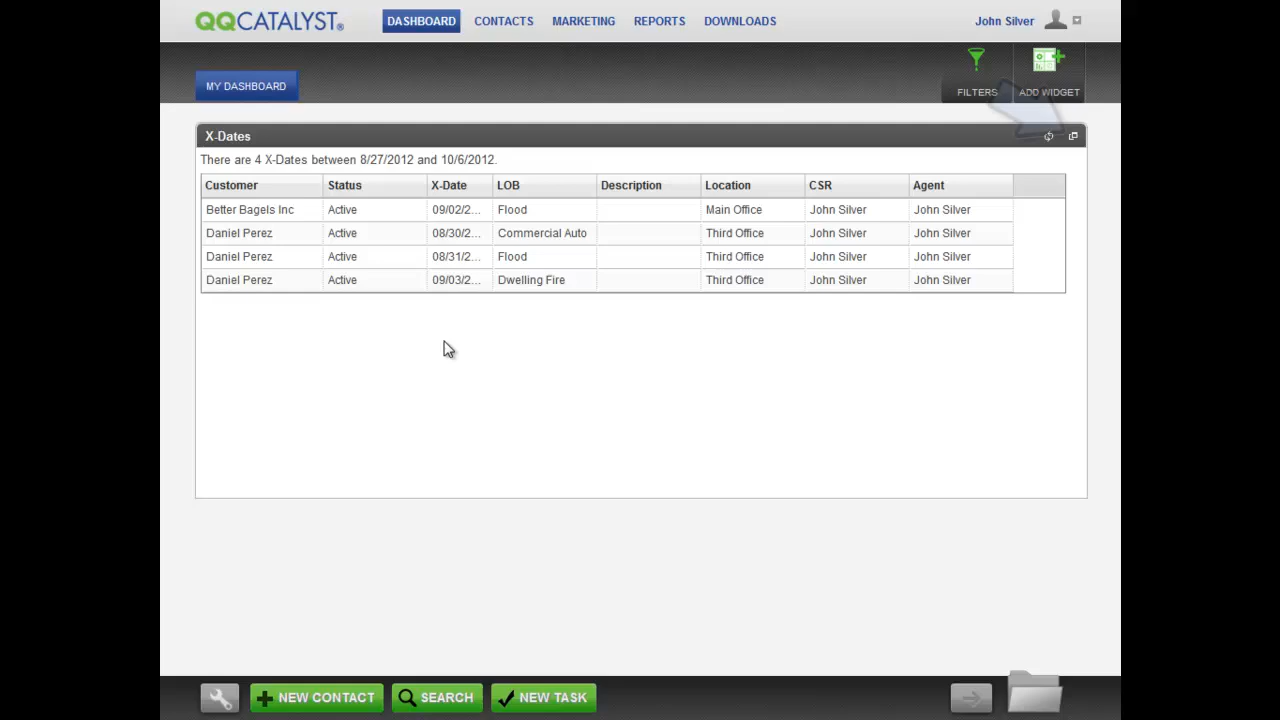 QQCATALYST® DASHBOARD CONTACTS MARKETING REPORTS DOWNLOADS John Silver
MY DASHBOARD FILTERS ADD WIDGET
X-Dates
There are 4 X-Dates between 8/27/2012 and 10/6/2012.
Customer Status X-Date LOB Description Location CSR Agent
Better Bagels Inc Active 09/02/2... Flood Main Office John Silver John Silver
Daniel Perez Active 08/30/2... Commercial Auto Third Office John Silver John Silver
Daniel Perez Active 08/31/2... Flood Third Office John Silver John Silver
Daniel Perez Active 09/03/2... Dwelling Fire Third Office John Silver John Silver
NEW CONTACT SEARCH NEW TASK